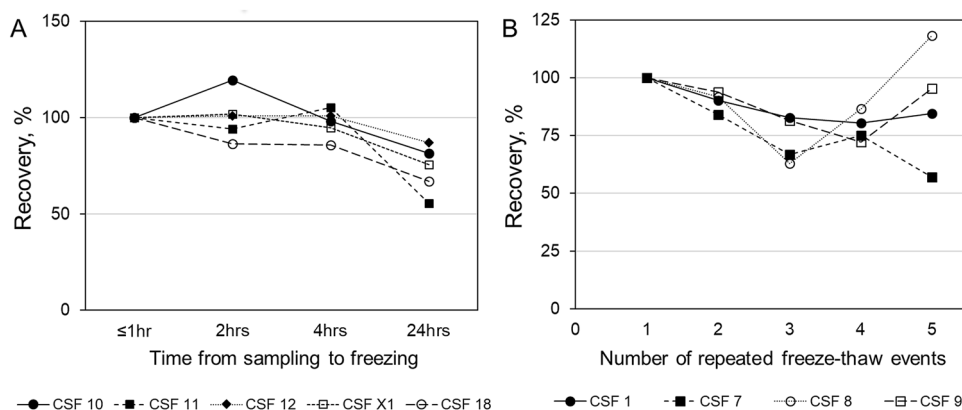 A
150
100
50
0
Recovery, %
≤1hr 2hrs 4hrs 24hrs
Time from sampling to freezing
CSF 10 CSF 11 CSF 12 CSF X1 CSF 18
B
125
100
75
50
25
0
Recovery, %
0 1 2 3 4 5
Number of repeated freeze-thaw events
CSF 1 CSF 7 CSF 8 CSF 9